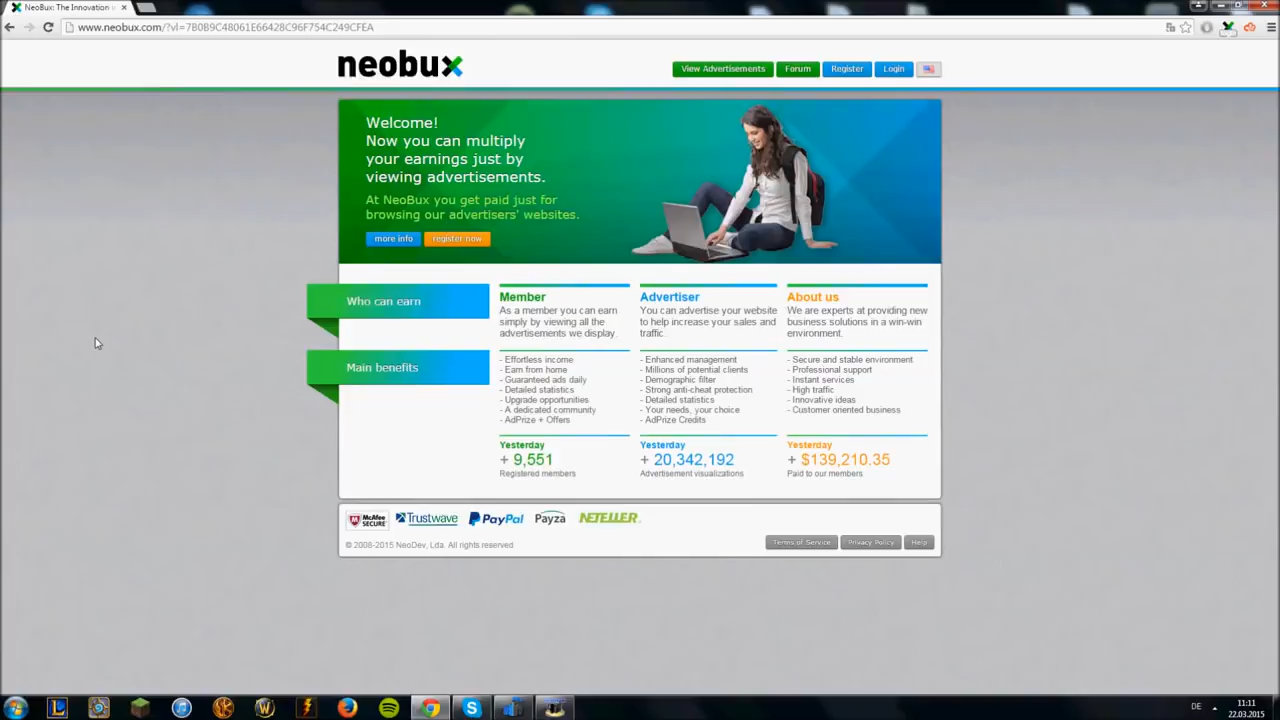 NeoBux: The Innovation i
www.neobux.com/?vl=7B0B9C48061E66428C96F754C249CFEA
neobux
View Advertisements
Forum
Register
Login
Welcome!
Now you can multiply
your earnings just by
viewing advertisements.
At NeoBux you get paid just for
browsing our advertisers' websites.
more info
register now
Who can earn
Member
As a member you can earn
simply by viewing all the
advertisements we display.
Advertiser
You can advertise your website
to help increase your sales and
traffic.
About us
We are experts at providing new
business solutions in a win-win
environment.
Main benefits
- Effortless income
- Earn from home
- Guaranteed ads daily
- Detailed statistics
- Upgrade opportunities
- A dedicated community
- AdPrize + Offers
- Enhanced management
- Millions of potential clients
- Demographic filter
- Strong anti-cheat protection
- Detailed statistics
- Your needs, your choice
- AdPrize Credits
- Secure and stable environment
- Professional support
- Instant services
- High traffic
- Innovative ideas
- Customer oriented business
Yesterday
+ 9,551
Registered members
Yesterday
+ 20,342,192
Advertisement visualizations
Yesterday
+ $139,210.35
Paid to our members
McAfee
SECURE
Trustwave
PayPal
Payza
NETELLER
© 2008-2015 NeoDev, Lda. All rights reserved
Terms of Service
Privacy Policy
Help
DE
11:11
22.03.2015